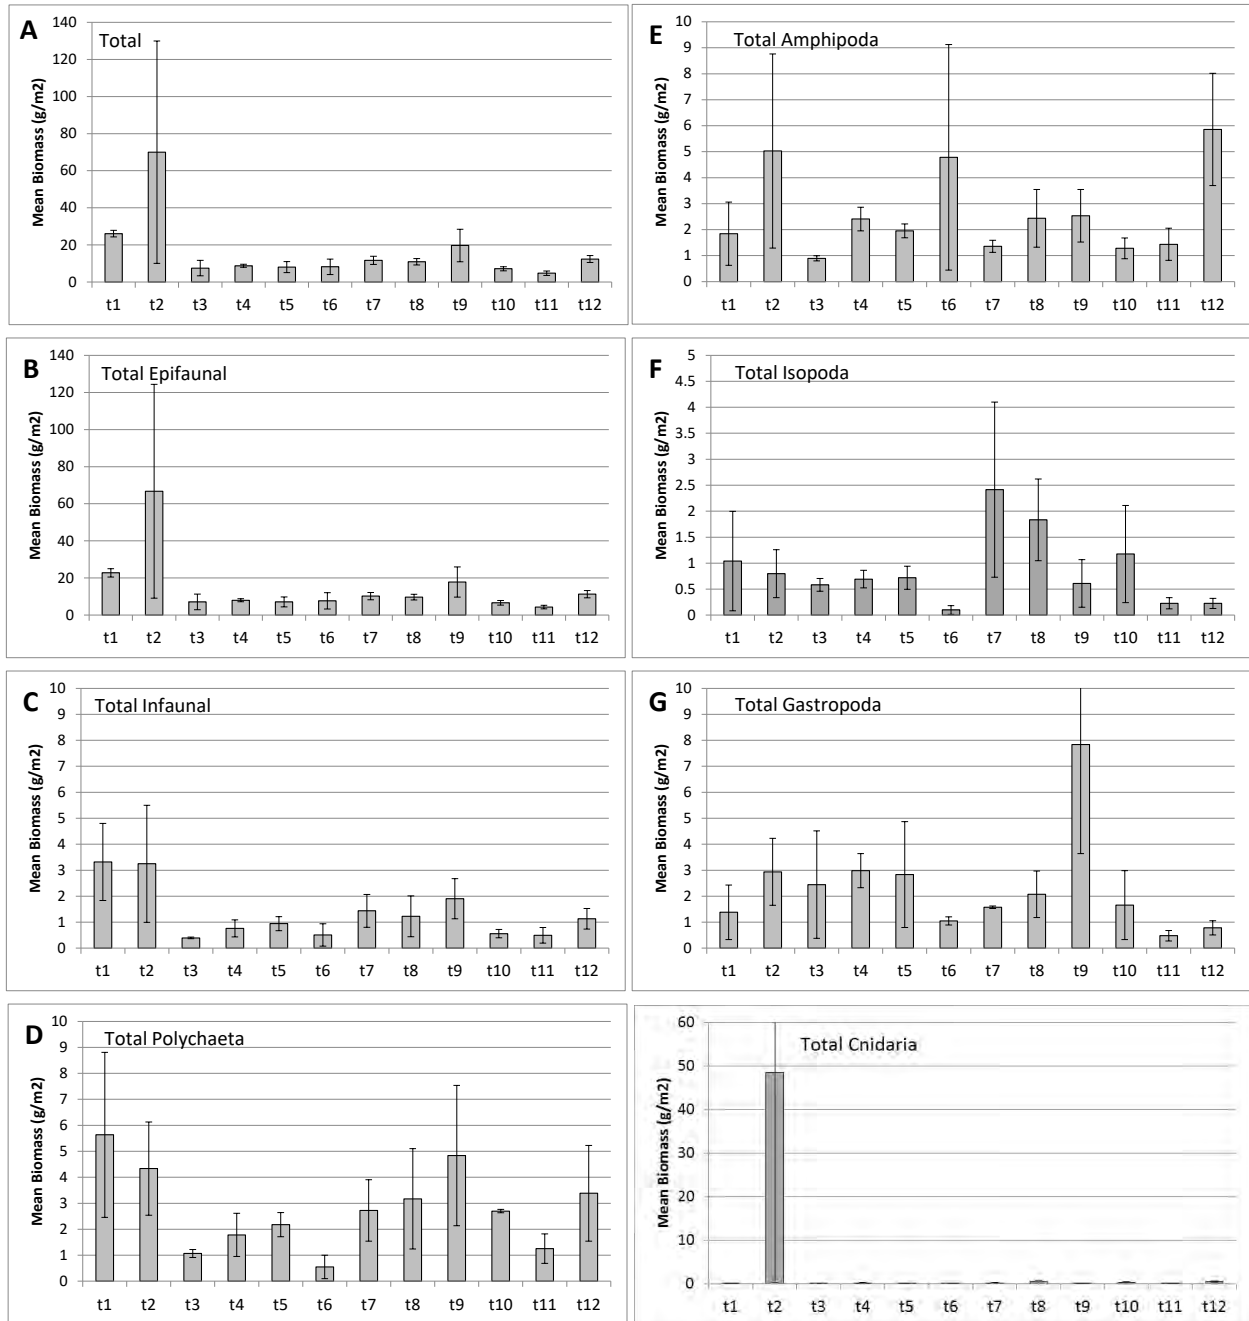 A
Total
Mean Biomass (g/m2)
140
120
100
80
60
40
20
0
t1 t2 t3 t4 t5 t6 t7 t8 t9 t10 t11 t12
B
Total Epifaunal
Mean Biomass (g/m2)
140
120
100
80
60
40
20
0
t1 t2 t3 t4 t5 t6 t7 t8 t9 t10 t11 t12
C
Total Infaunal
Mean Biomass (g/m2)
10
9
8
7
6
5
4
3
2
1
0
t1 t2 t3 t4 t5 t6 t7 t8 t9 t10 t11 t12
D
Total Polychaeta
Mean Biomass (g/m2)
10
9
8
7
6
5
4
3
2
1
0
t1 t2 t3 t4 t5 t6 t7 t8 t9 t10 t11 t12
E
Total Amphipoda
Mean Biomass (g/m2)
10
9
8
7
6
5
4
3
2
1
0
t1 t2 t3 t4 t5 t6 t7 t8 t9 t10 t11 t12
F
Total Isopoda
Mean Biomass (g/m2)
5
4.5
4
3.5
3
2.5
2
1.5
1
0.5
0
t1 t2 t3 t4 t5 t6 t7 t8 t9 t10 t11 t12
G
Total Gastropoda
Mean Biomass (g/m2)
10
9
8
7
6
5
4
3
2
1
0
t1 t2 t3 t4 t5 t6 t7 t8 t9 t10 t11 t12
Total Cnidaria
Mean Biomass (g/m2)
60
50
40
30
20
10
0
t1 t2 t3 t4 t5 t6 t7 t8 t9 t10 t11 t12